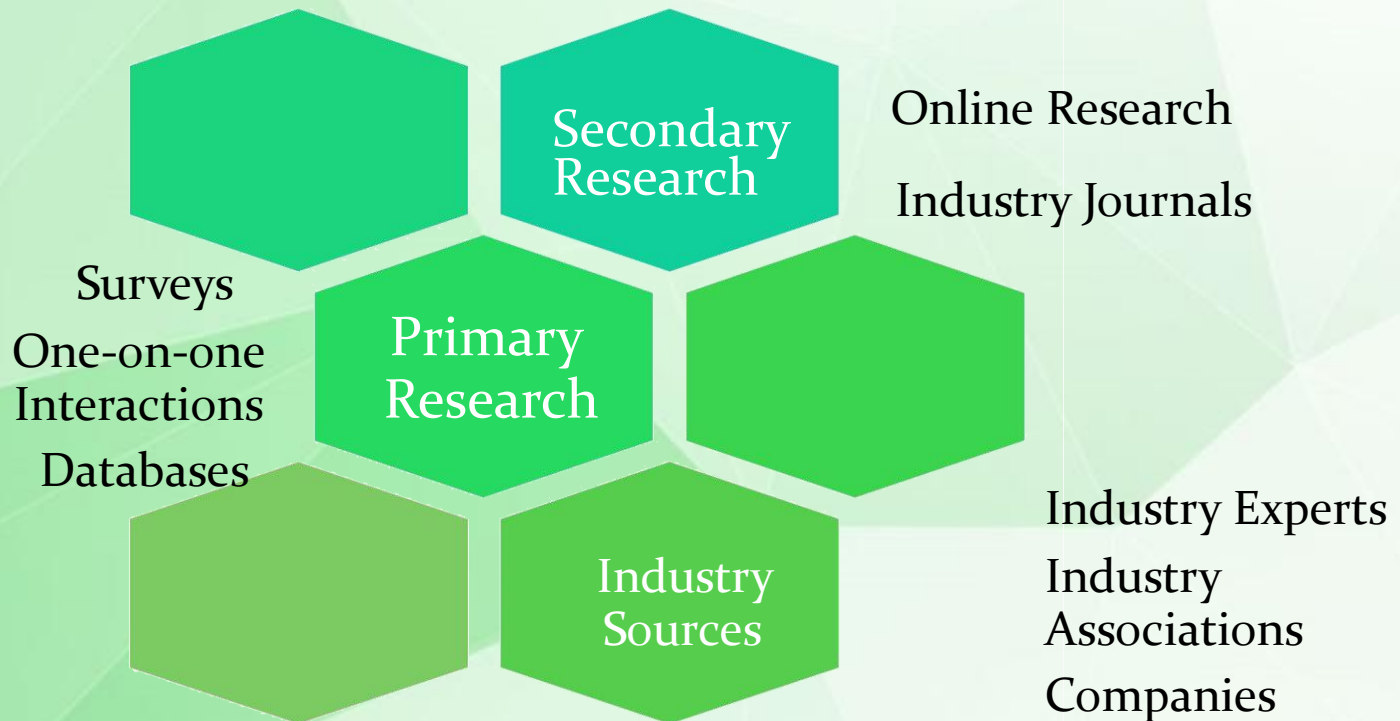 Secondary
Research
Online Research
Industry Journals
Surveys
One-on-one
Interactions
Databases
Primary
Research
Industry
Sources
Industry Experts
Industry
Associations
Companies